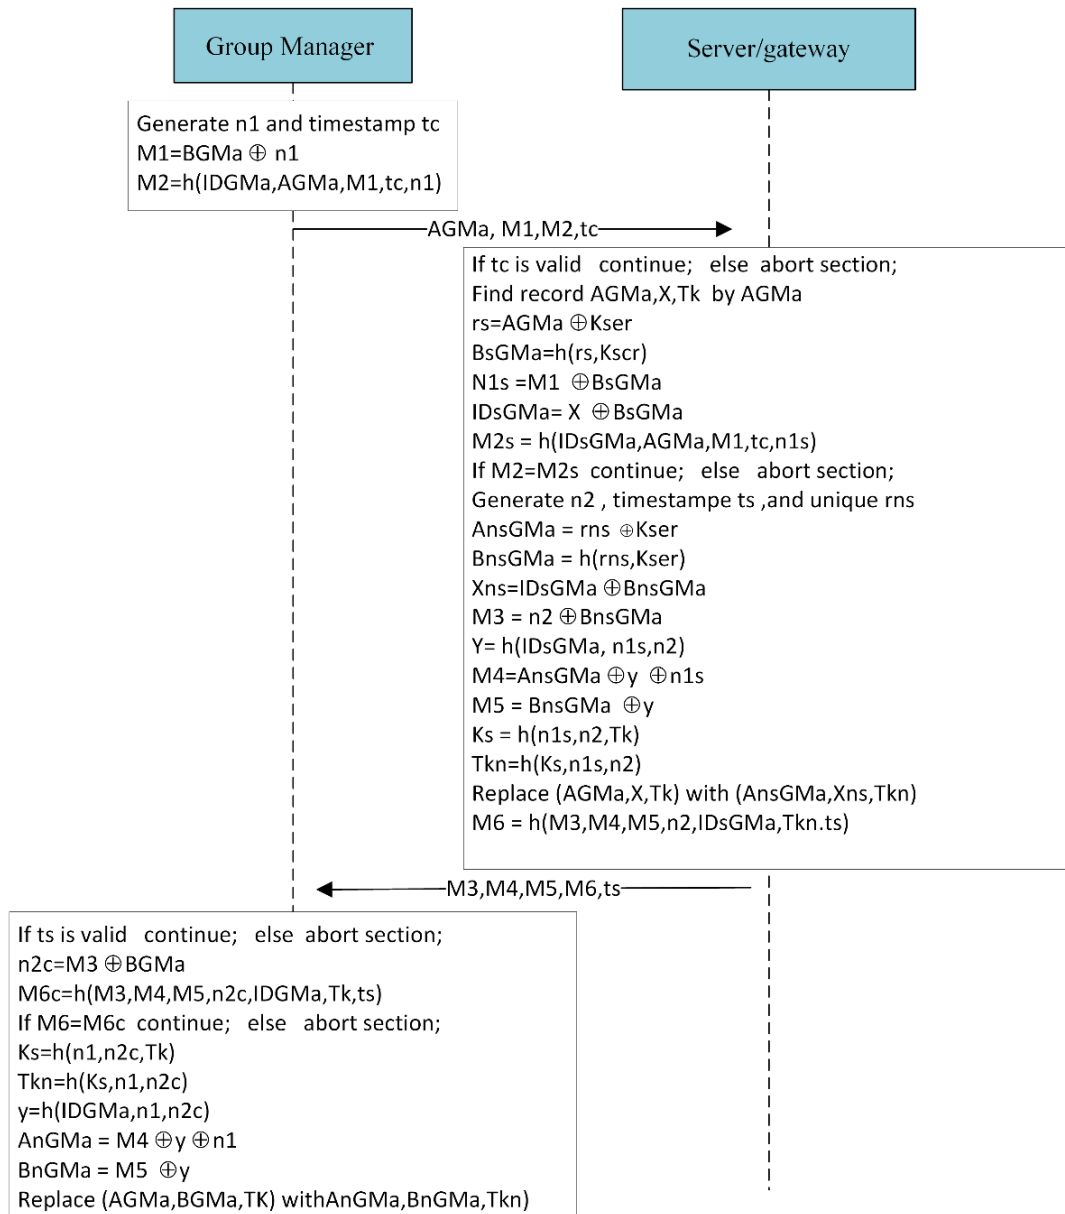 Group Manager
Server/gateway
Generate n1 and timestamp tc
M1=BGMa ⊕ n1
M2=h(IDGMa,AGMa,M1,tc,n1)
AGMa, M1,M2,tc
If tc is valid continue; else abort section;
Find record AGMa,X,Tk by AGMa
rs=AGMa ⊕Kser
BsGMa=h(rs,Kscr)
N1s =M1 ⊕BsGMa
IDsGMa= X ⊕BsGMa
M2s = h(IDsGMa,AGMa,M1,tc,n1s)
If M2=M2s continue; else abort section;
Generate n2 , timestampe ts ,and unique rns
AnsGMa = rns ⊕Kser
BnsGMa = h(rns,Kser)
Xns=IDsGMa ⊕BnsGMa
M3 = n2 ⊕BnsGMa
Y= h(IDsGMa, n1s,n2)
M4=AnsGMa ⊕y ⊕n1s
M5 = BnsGMa ⊕y
Ks = h(n1s,n2,Tk)
Tkn=h(Ks,n1s,n2)
Replace (AGMa,X,Tk) with (AnsGMa,Xns,Tkn)
M6 = h(M3,M4,M5,n2,IDsGMa,Tkn.ts)
M3,M4,M5,M6,ts
If ts is valid continue; else abort section;
n2c=M3 ⊕BGMa
M6c=h(M3,M4,M5,n2c,IDGMa,Tk,ts)
If M6=M6c continue; else abort section;
Ks=h(n1,n2c,Tk)
Tkn=h(Ks,n1,n2c)
y=h(IDGMa,n1,n2c)
AnGMa = M4 ⊕y ⊕n1
BnGMa = M5 ⊕y
Replace (AGMa,BGMa,TK) withAnGMa,BnGMa,Tkn)